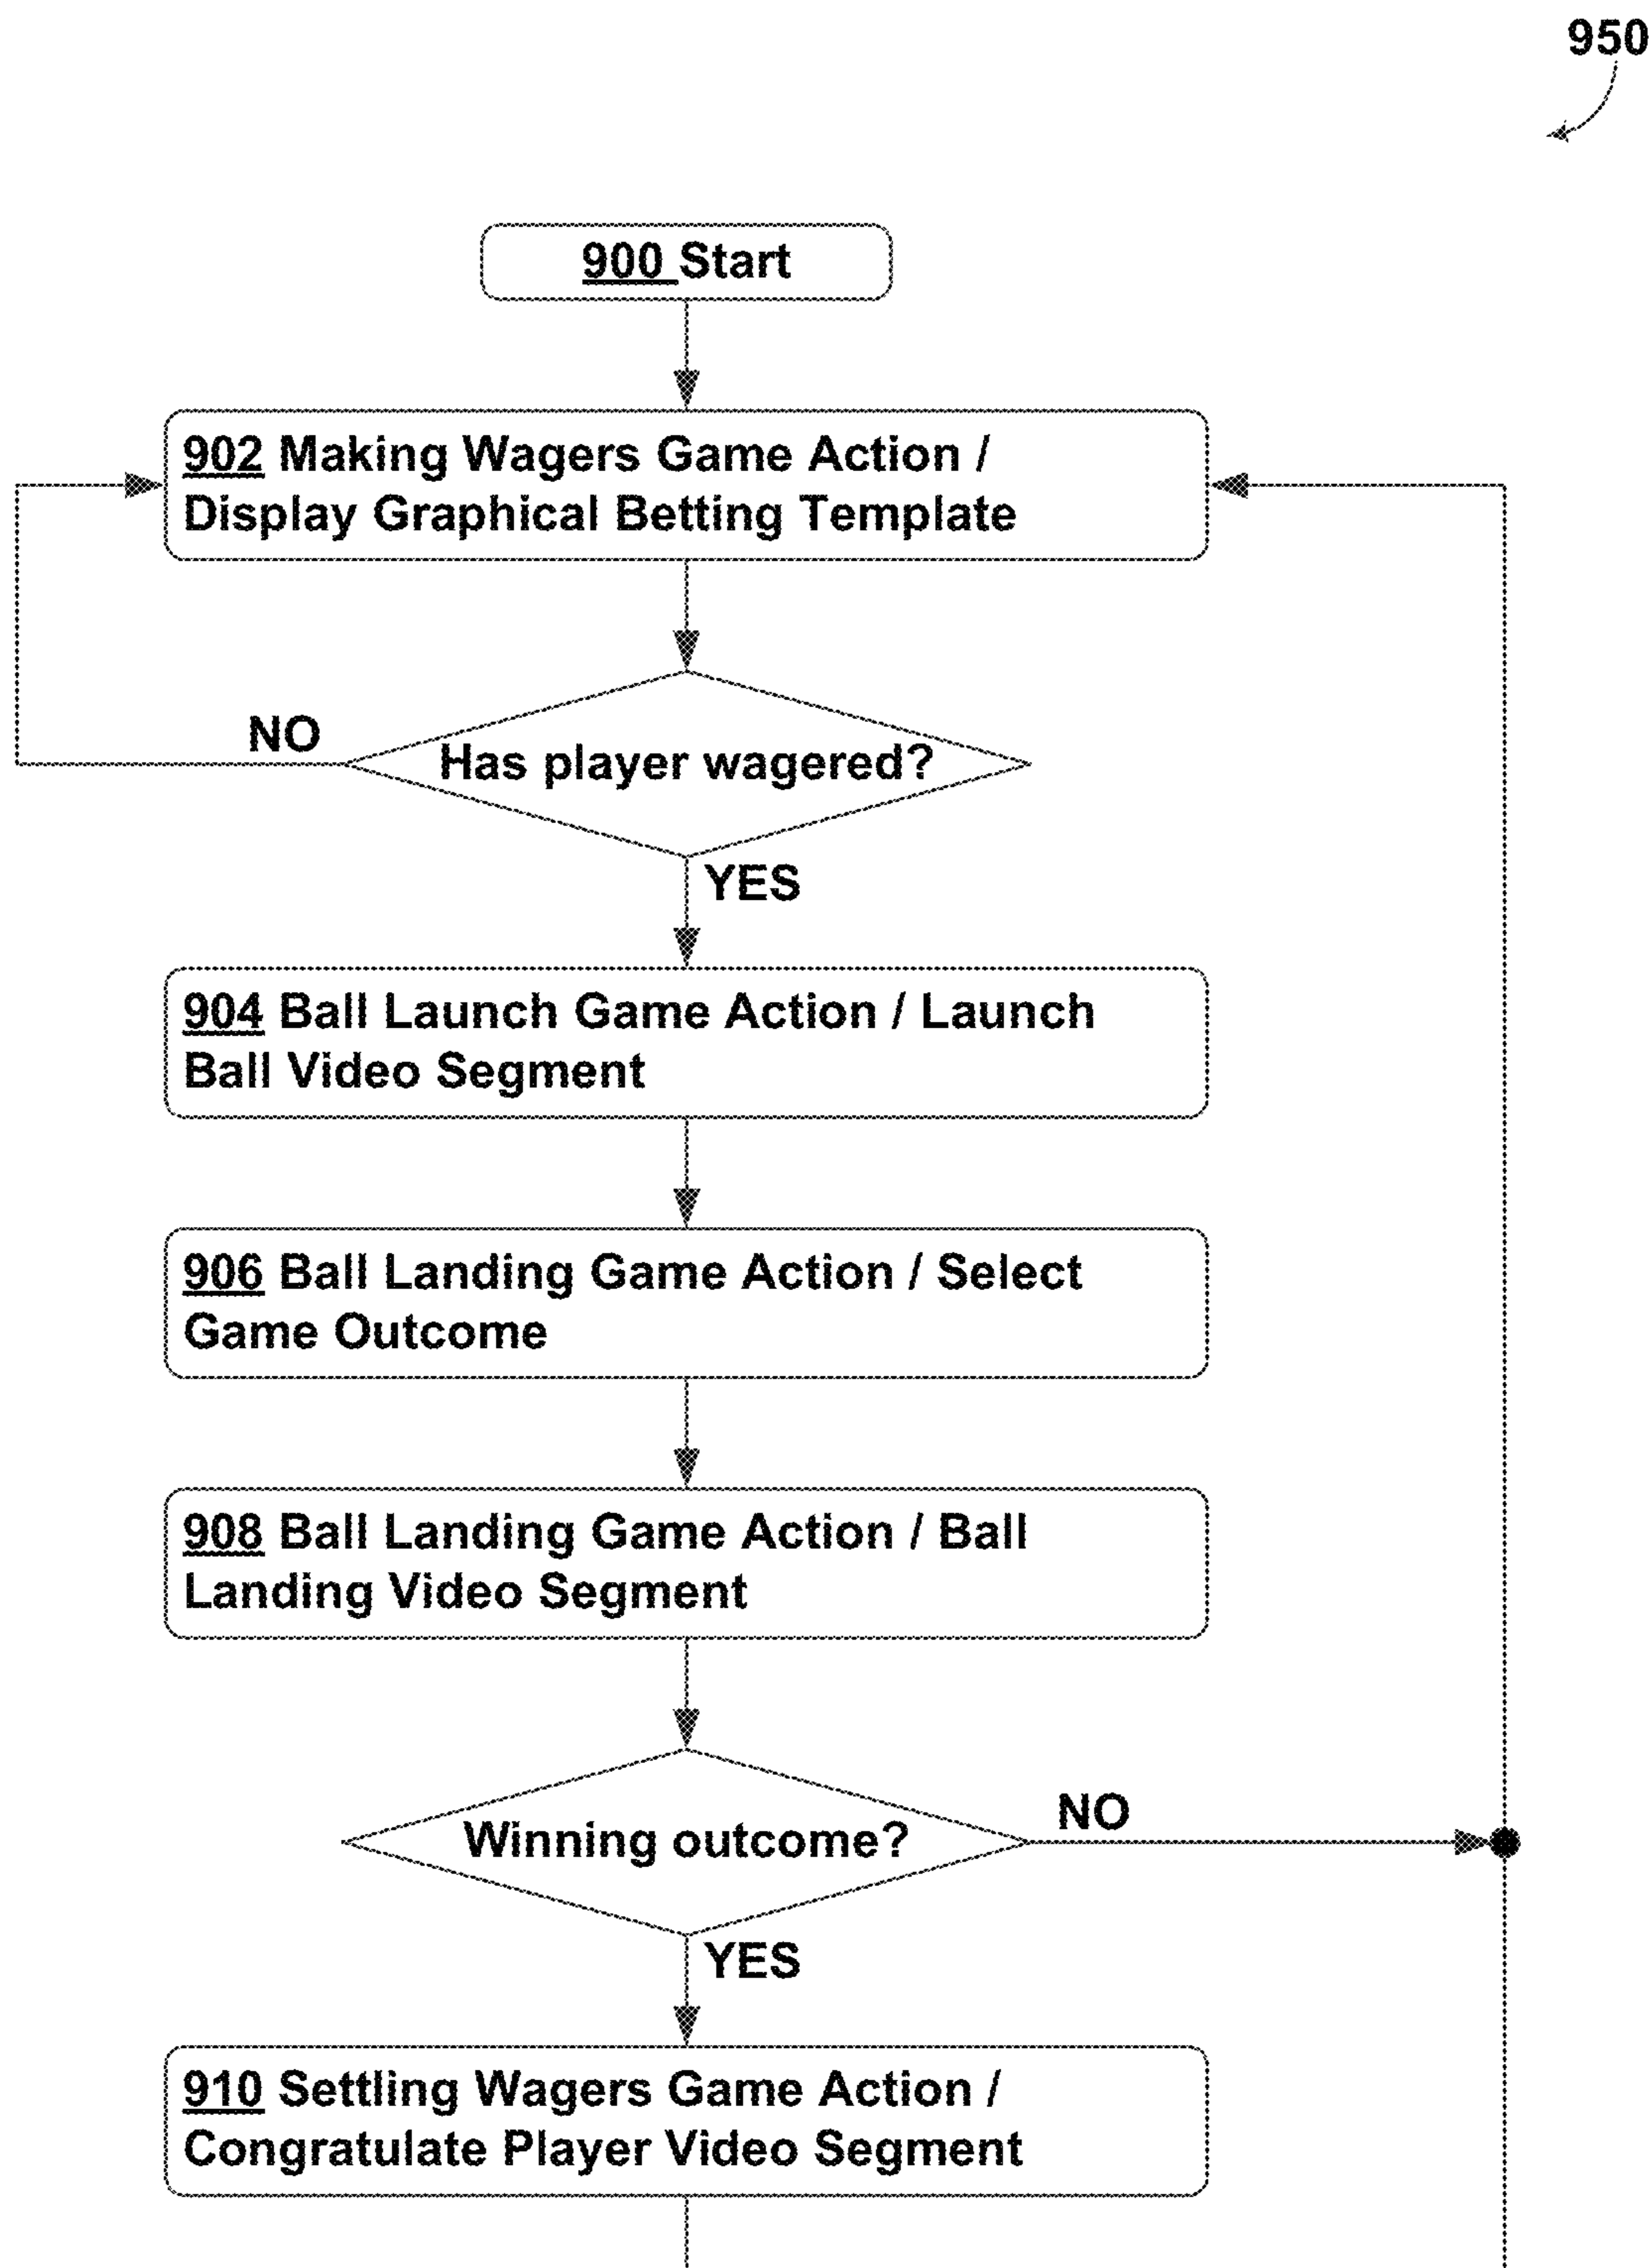 950
900 Start
902 Making Wagers Game Action /
Display Graphical Betting Template
NO
Has player wagered?
YES
904 Ball Launch Game Action / Launch
Ball Video Segment
906 Ball Landing Game Action / Select
Game Outcome
908 Ball Landing Game Action / Ball
Landing Video Segment
NO
Winning outcome?
YES
910 Settling Wagers Game Action /
Congratulate Player Video Segment